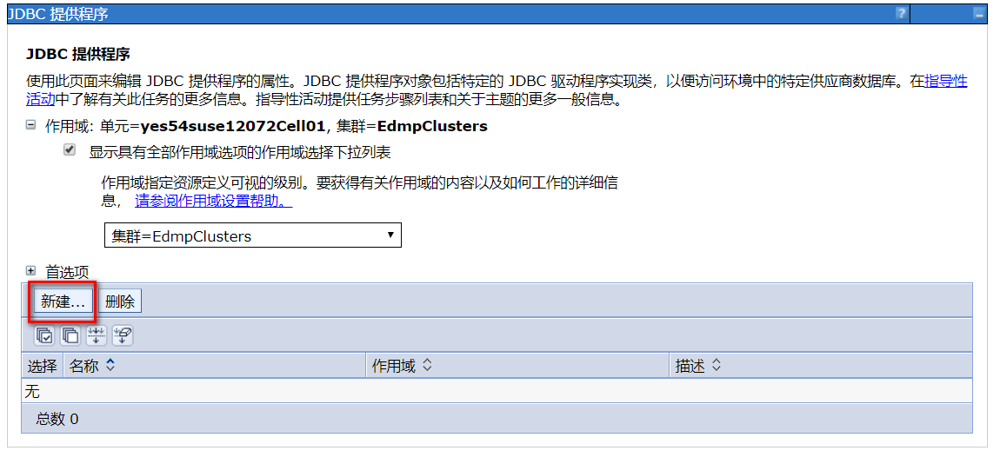 JDBC 提供程序
JDBC 提供程序
使用此页面来编辑 JDBC 提供程序的属性。JDBC 提供程序对象包括特定的 JDBC 驱动程序实现类，以便访问环境中的特定供应商数据库。在指导性
活动中了解有关此任务的更多信息。指导性活动提供任务步骤列表和关于主题的更多一般信息。
作用域: 单元=yes54suse12072Cell01, 集群=EdmpClusters
显示具有全部作用域选项的作用域选择下拉列表
作用域指定资源定义可视的级别。要获得有关作用域的内容以及如何工作的详细信
息， 请参阅作用域设置帮助。
集群=EdmpClusters
首选项
新建... 删除
选择 名称 作用域 描述
无
总数 0